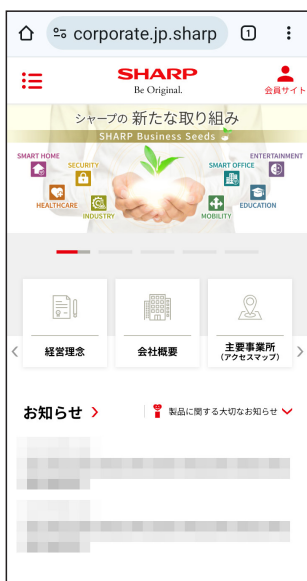 corporate.jp.sharp
1
SHARP
Be Original.
会員サイト
シャープの 新たな取り組み
SHARP Business Seeds
SMART HOME
SECURITY
HEALTHCARE
INDUSTRY
SMART OFFICE
ENTERTAINMENT
EDUCATION
MOBILITY
経営理念
会社概要
主要事業所
(アクセスマップ)
お知らせ
製品に関する大切なお知らせ